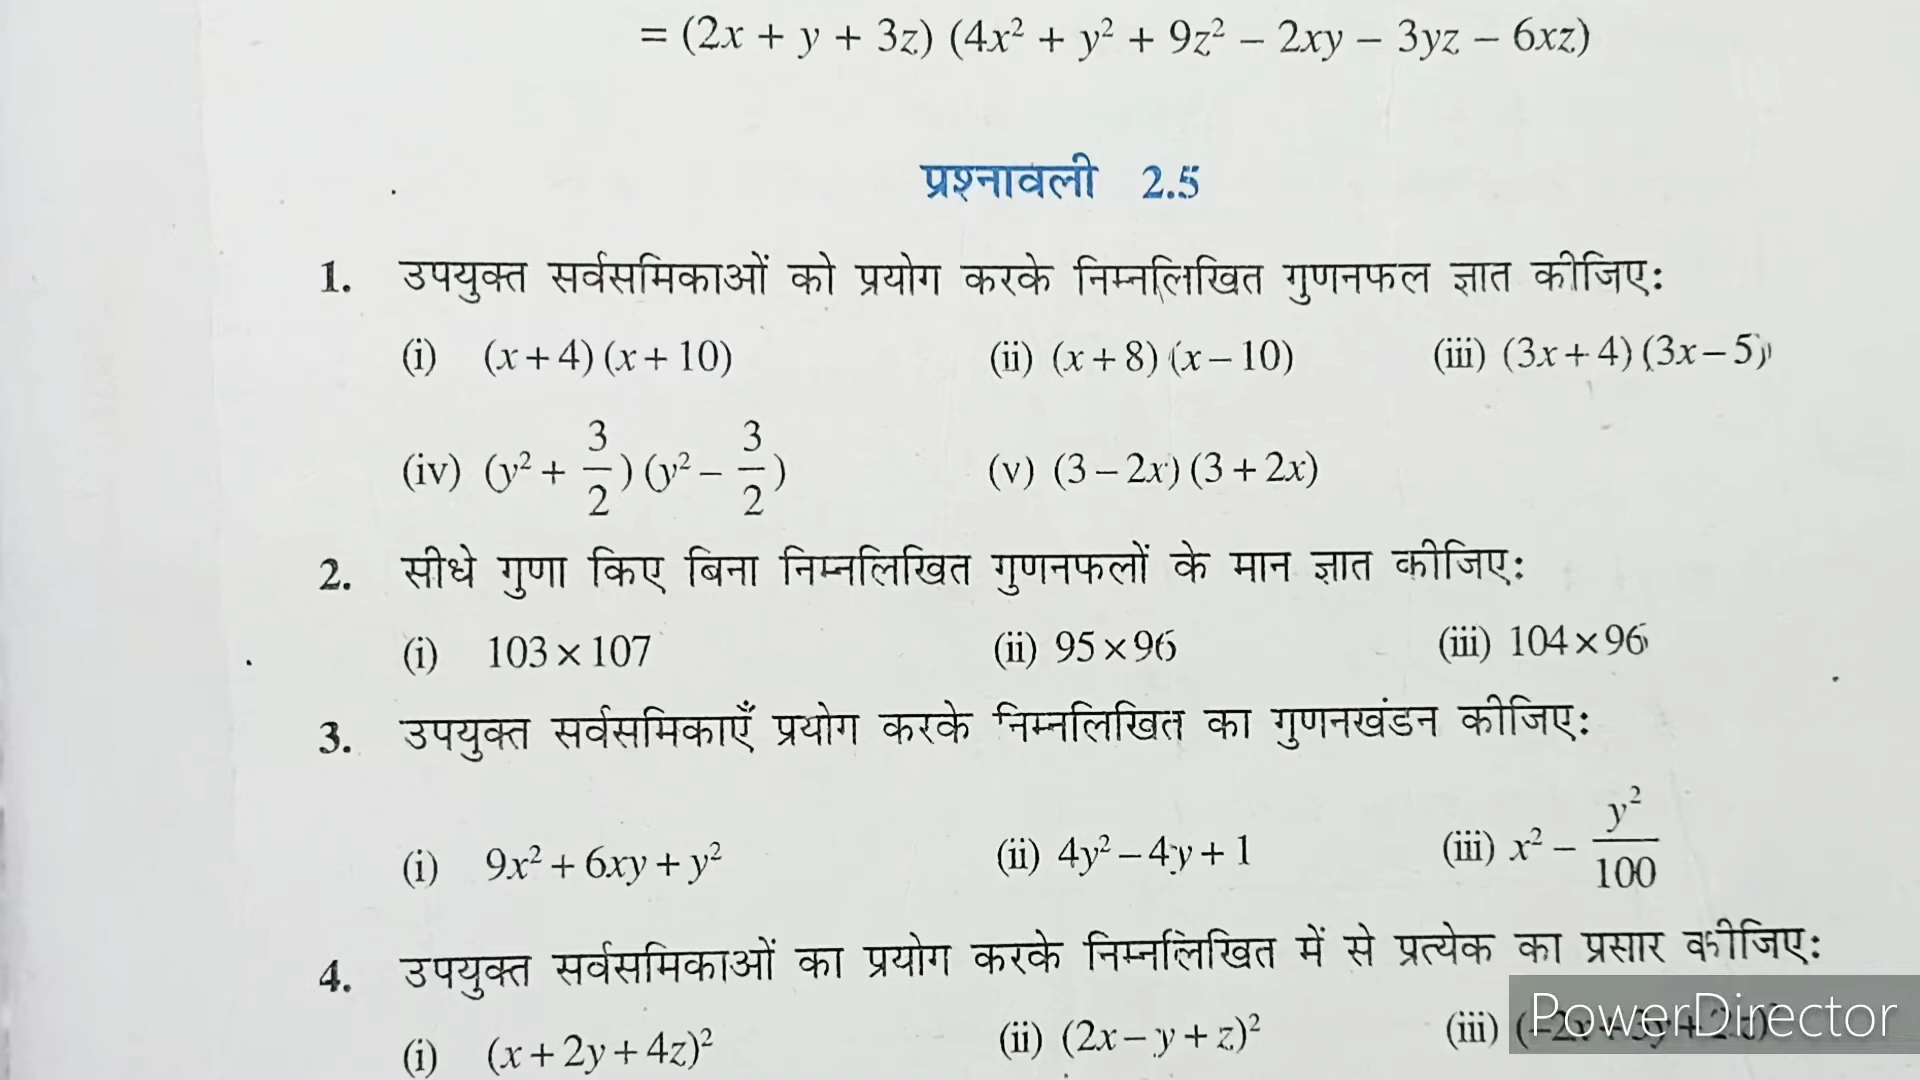 = (2x + y + 3z) (4x² + y² + 9z² – 2xy – 3yz – 6xz)
प्रश्नावली 2.5
1. उपयुक्त सर्वसमिकाओं को प्रयोग करके निम्नलिखित गुणनफल ज्ञात कीजिए:
(i) (x + 4) (x + 10) (ii) (x + 8) (x – 10) (iii) (3x + 4) (3x – 5)
(iv) (y² + 3/2) (y² – 3/2) (v) (3 – 2x) (3 + 2x)
2. सीधे गुणा किए बिना निम्नलिखित गुणनफलों के मान ज्ञात कीजिए:
(i) 103 × 107 (ii) 95 × 96 (iii) 104 × 96
3. उपयुक्त सर्वसमिकाएँ प्रयोग करके निम्नलिखित का गुणनखंडन कीजिए:
(i) 9x² + 6xy + y² (ii) 4y² – 4y + 1 (iii) x² – y²/100
4. उपयुक्त सर्वसमिकाओं का प्रयोग करके निम्नलिखित में से प्रत्येक का प्रसार कीजिए:
(i) (x + 2y + 4z)² (ii) (2x – y + z)² (iii)
PowerDirector